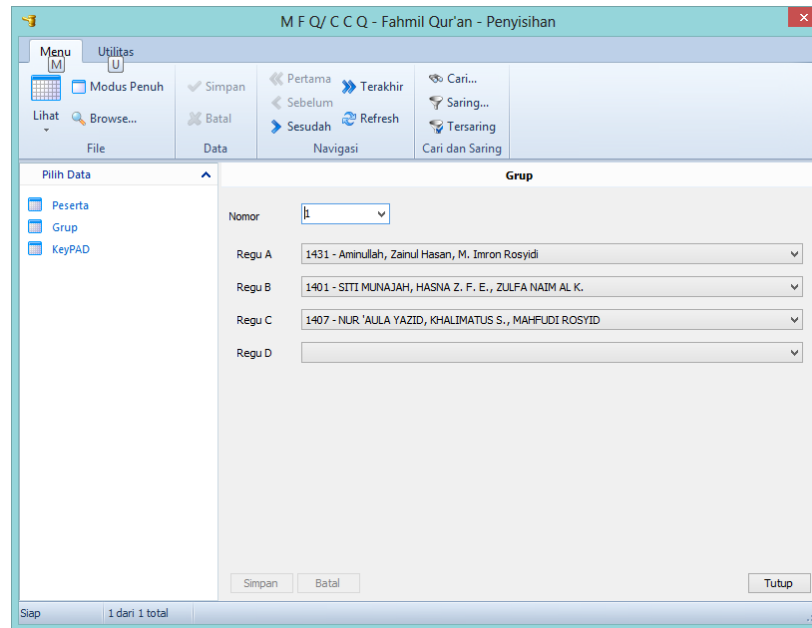 M F Q/ C C Q - Fahmil Qur'an - Penyisihan
Menu Utilitas
M U
Lihat
Modus Penuh
Browse...
File
Simpan
Batal
Data
Pertama
Sebelum
Sesudah
Terakhir
Refresh
Navigasi
Cari...
Saring...
Tersaring
Cari dan Saring
Pilih Data
Peserta
Grup
KeyPAD
Grup
Nomor 1
Regu A 1431 - Aminullah, Zainul Hasan, M. Imron Rosyidi
Regu B 1401 - SITI MUNAJAH, HASNA Z. F. E., ZULFA NAIM AL K.
Regu C 1407 - NUR 'AULA YAZID, KHALIMATUS S., MAHFUDI ROSYID
Regu D
Simpan Batal Tutup
Siap 1 dari 1 total